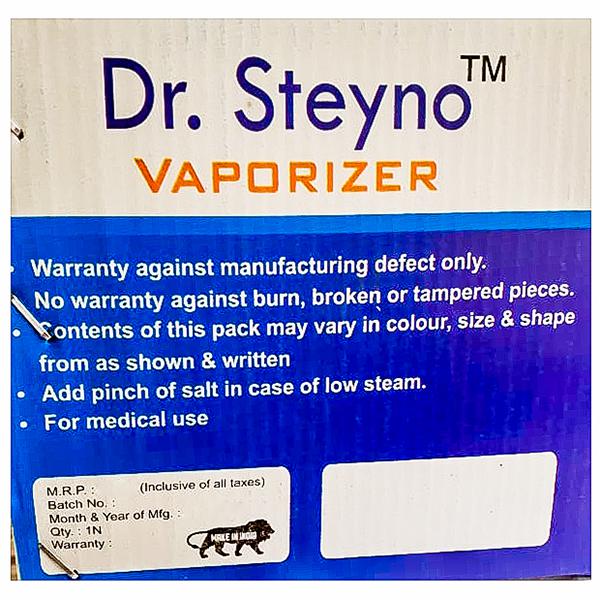 Dr. Steyno™
VAPORIZER
• Warranty against manufacturing defect only.
No warranty against burn, broken or tampered pieces.
• Contents of this pack may vary in colour, size & shape
from as shown & written
• Add pinch of salt in case of low steam.
• For medical use
M.R.P. : (Inclusive of all taxes)
Batch No. :
Month & Year of Mfg. :
Qty. : 1N
Warranty :
MAKE IN INDIA